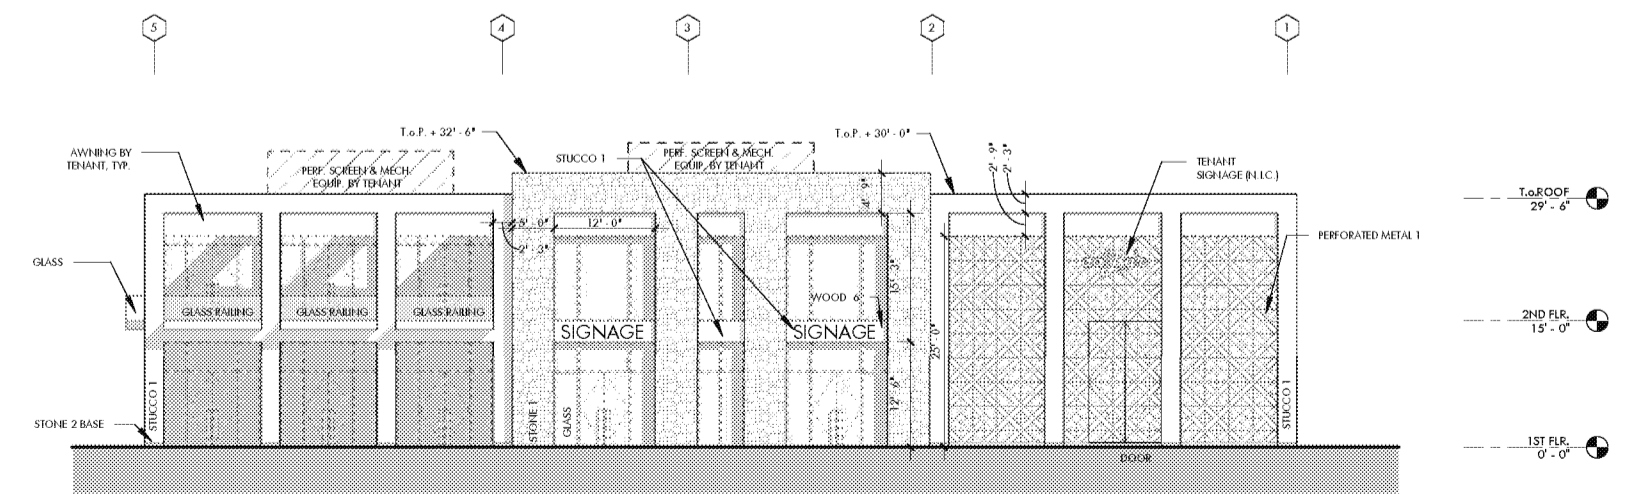 5
4
3
2
1
T.o.P. + 32' - 6"
T.o.P. + 30' - 0"
AWNING BY
TENANT, TYP.
PERF. SCREEN & MECH.
EQUIP. BY TENANT
STUCCO 1
PERF. SCREEN & MECH.
EQUIP. BY TENANT
2' - 9"
2' - 3"
TENANT
SIGNAGE (N.I.C.)
T.o.ROOF
29' - 6"
4' - 9"
5' - 0"
12' - 0"
2' - 3"
PERFORATED METAL 1
GLASS
15' - 3"
WOOD 6
GLASS RAILING
GLASS RAILING
GLASS RAILING
SIGNAGE
SIGNAGE
2ND FLR.
15' - 0"
25' - 0"
12' - 6"
STUCCO 1
STONE 1
GLASS
STUCCO 1
STONE 2 BASE
DOOR
1ST FLR.
0' - 0"